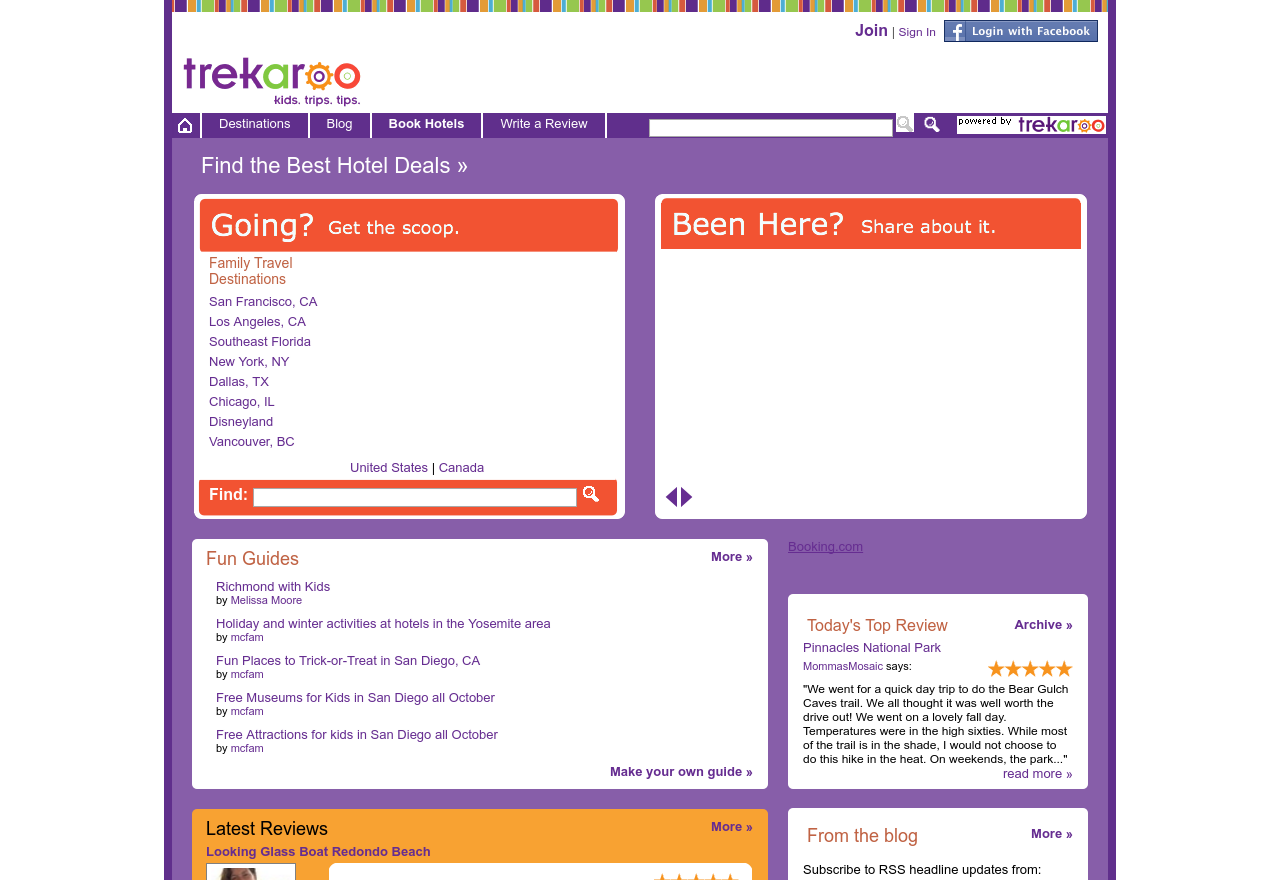 Join | Sign In
Login with Facebook
trekaroo
kids. trips. tips.
Destinations
Blog
Book Hotels
Write a Review
powered by trekaroo
Find the Best Hotel Deals »
Going? Get the scoop.
Family Travel
Destinations
San Francisco, CA
Los Angeles, CA
Southeast Florida
New York, NY
Dallas, TX
Chicago, IL
Disneyland
Vancouver, BC
United States | Canada
Find:
Been Here? Share about it.
Fun Guides
More »
Richmond with Kids
by Melissa Moore
Holiday and winter activities at hotels in the Yosemite area
by mcfam
Fun Places to Trick-or-Treat in San Diego, CA
by mcfam
Free Museums for Kids in San Diego all October
by mcfam
Free Attractions for kids in San Diego all October
by mcfam
Make your own guide »
Booking.com
Today's Top Review
Archive »
Pinnacles National Park
MommasMosaic says:
"We went for a quick day trip to do the Bear Gulch
Caves trail. We all thought it was well worth the
drive out! We went on a lovely fall day.
Temperatures were in the high sixties. While most
of the trail is in the shade, I would not choose to
do this hike in the heat. On weekends, the park..."
read more »
Latest Reviews
More »
Looking Glass Boat Redondo Beach
From the blog
More »
Subscribe to RSS headline updates from: